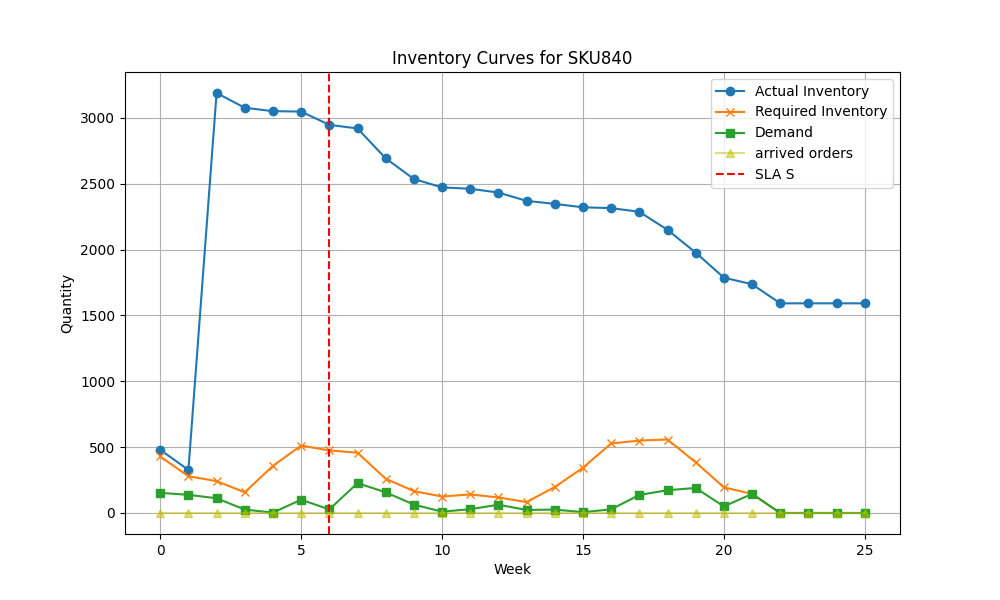 Inventory Curves for SKU840
Actual Inventory
Required Inventory
Demand
arrived orders
SLA S
Quantity
3000
2500
2000
1500
1000
500
0
0 5 10 15 20 25
Week